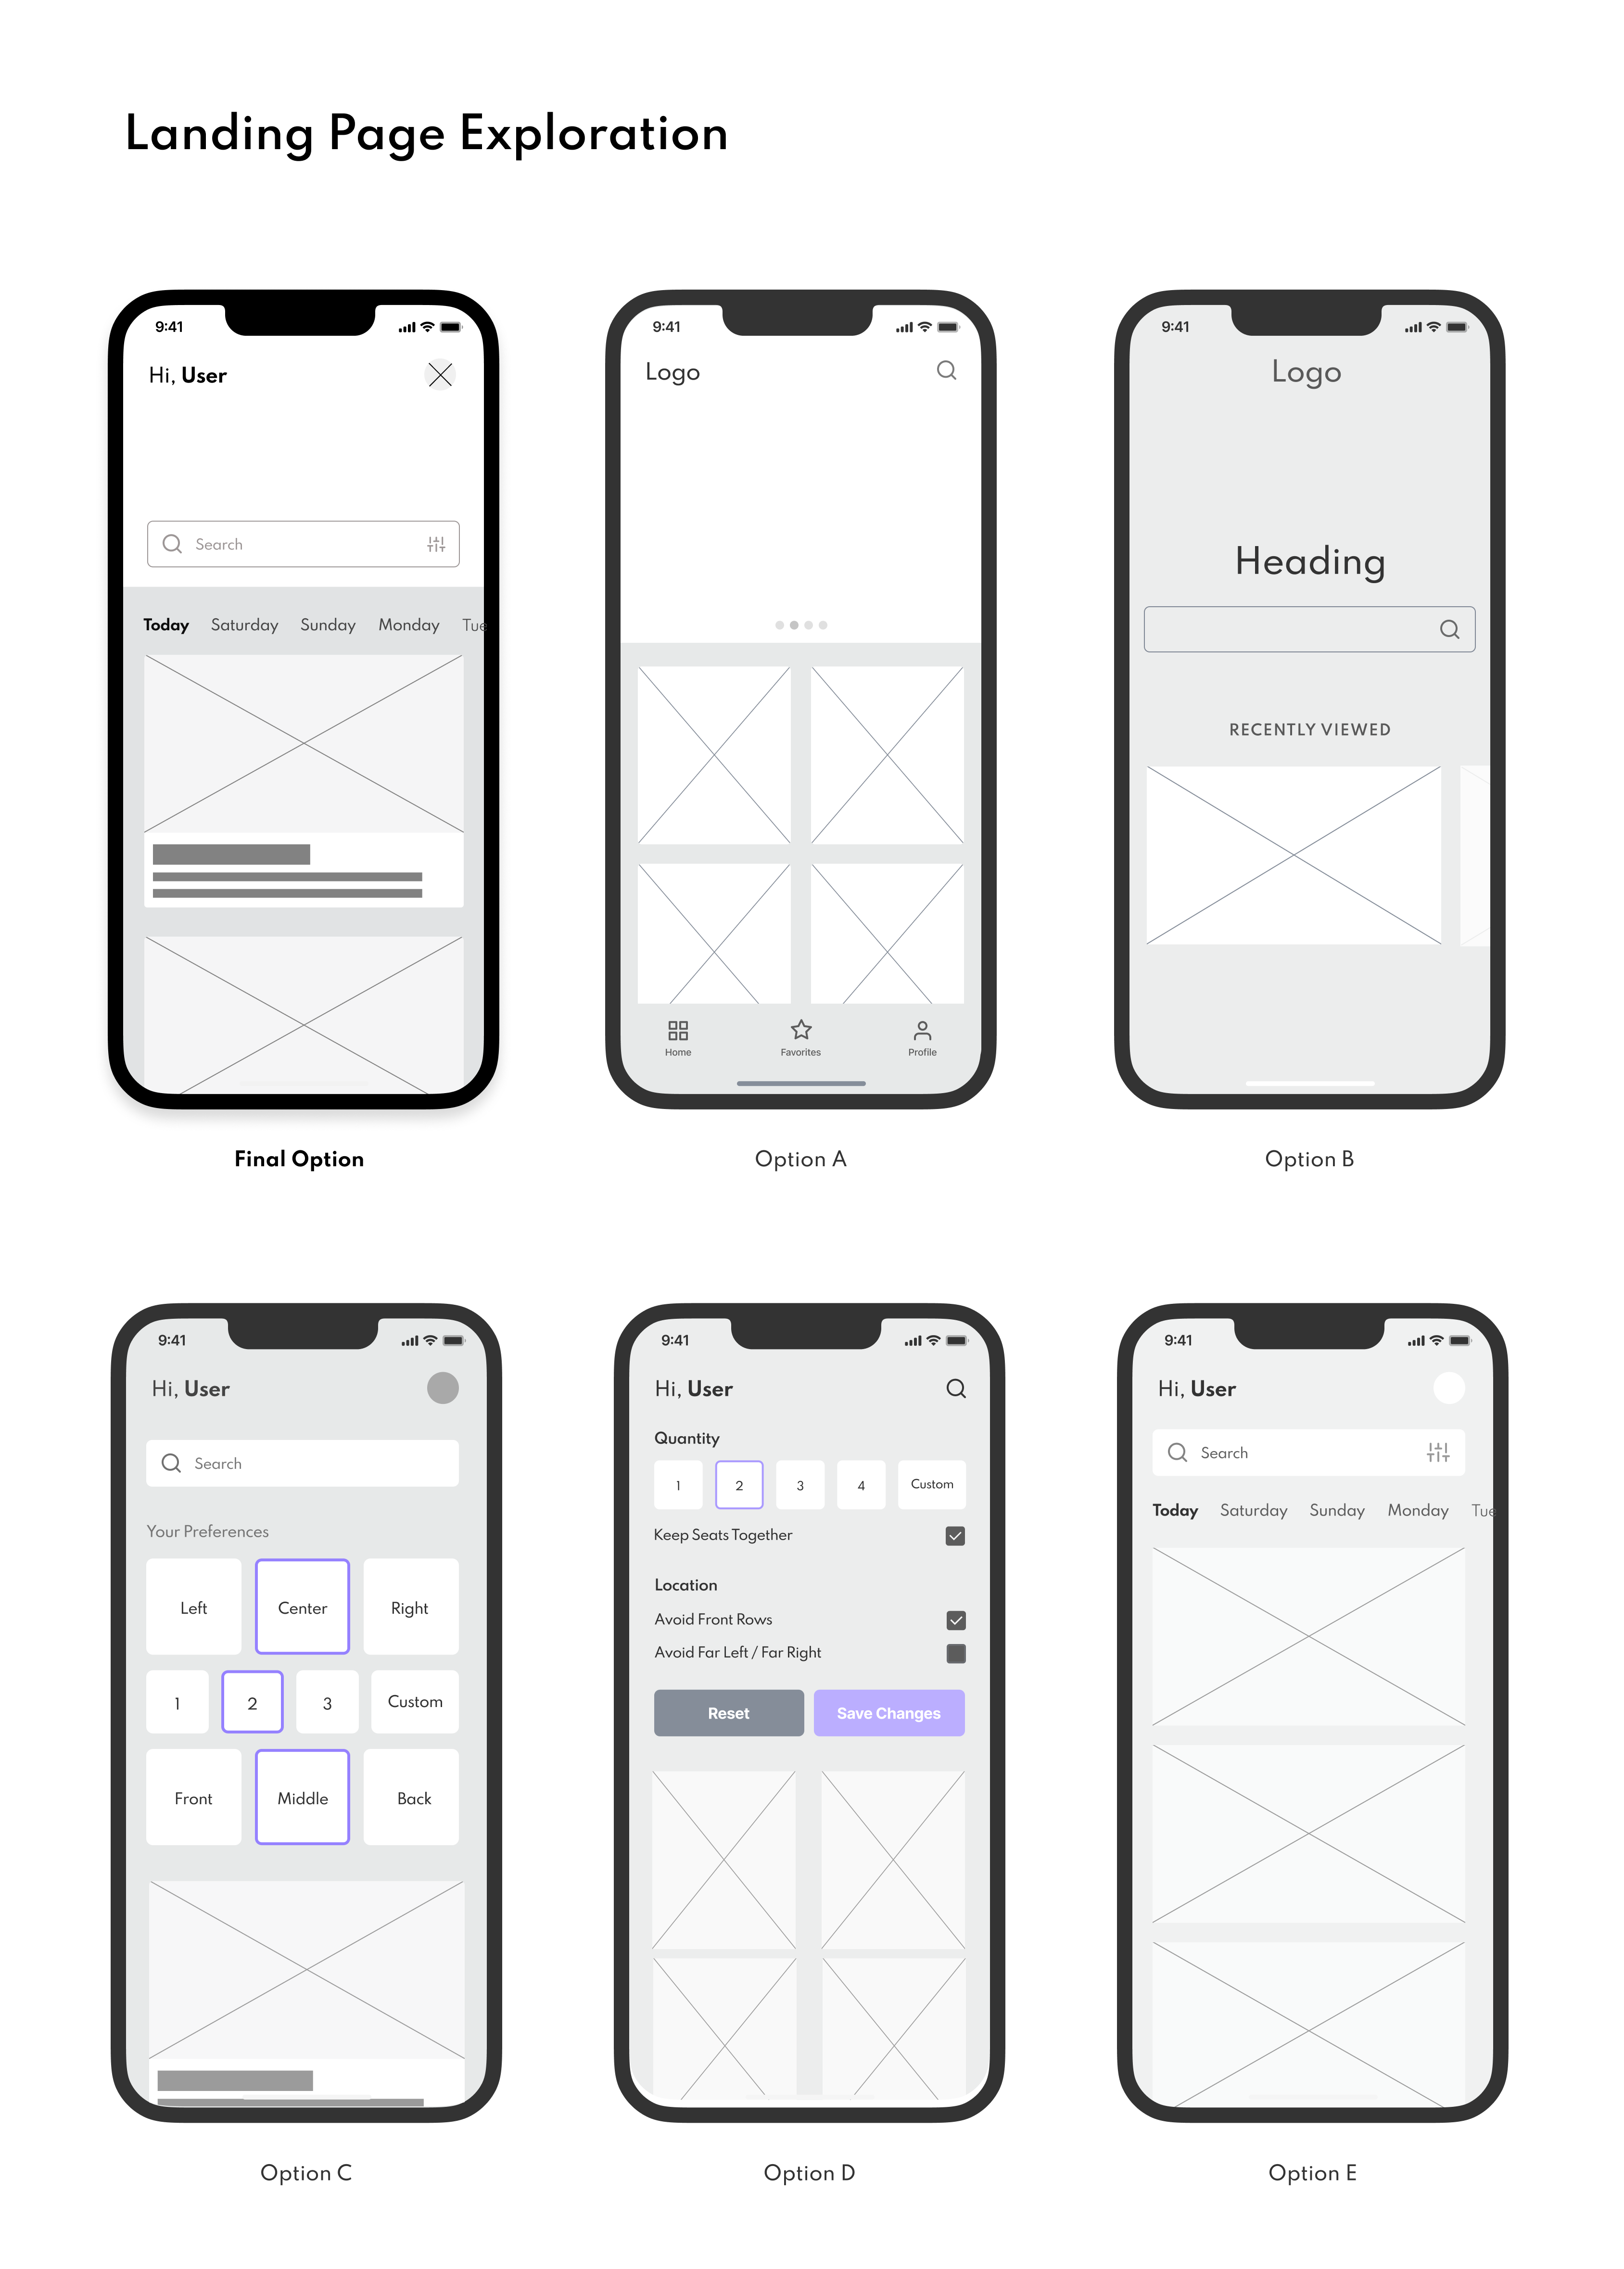 Landing Page Exploration
9:41
Hi, User
Search
Today Saturday Sunday Monday Tue
Final Option
9:41
Logo
Home Favorites Profile
Option A
9:41
Logo
Heading
RECENTLY VIEWED
Option B
9:41
Hi, User
Search
Your Preferences
Left Center Right
1 2 3 Custom
Front Middle Back
Option C
9:41
Hi, User
Quantity
1 2 3 4 Custom
Keep Seats Together
Location
Avoid Front Rows
Avoid Far Left / Far Right
Reset Save Changes
Option D
9:41
Hi, User
Search
Today Saturday Sunday Monday Tue
Option E